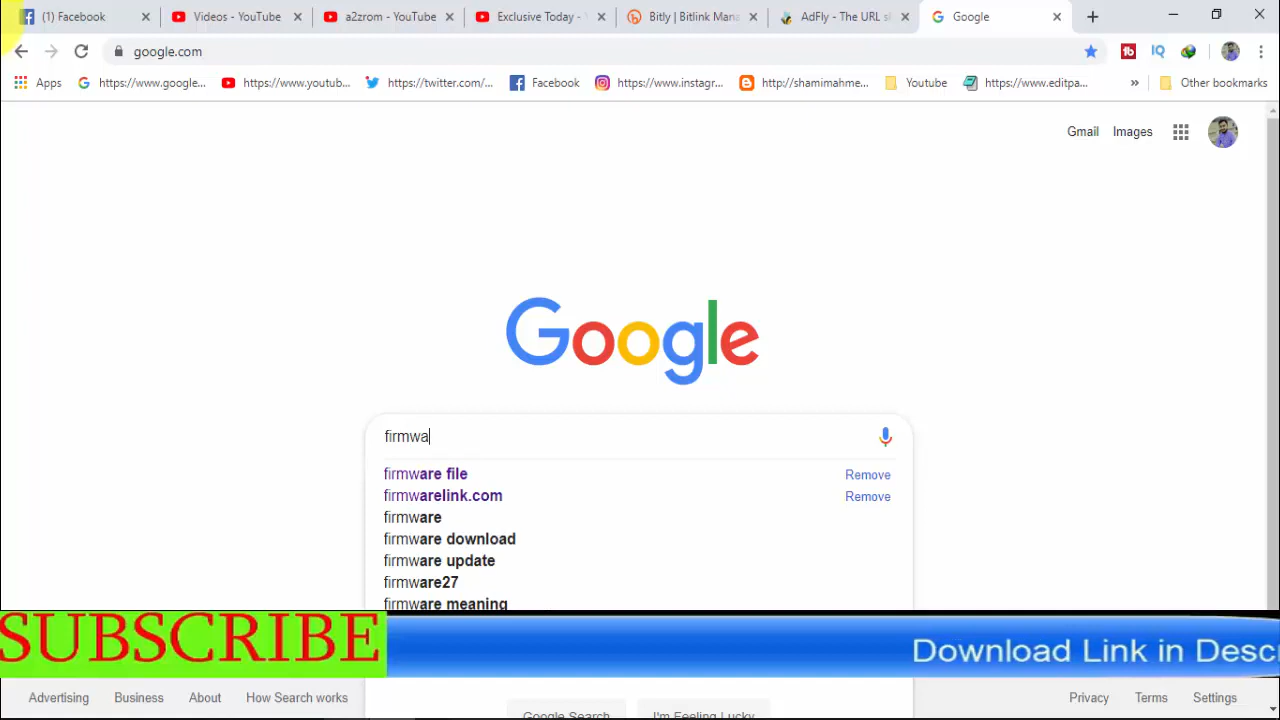 (1) Facebook
Videos - YouTube
a2zrom - YouTube
Exclusive Today - Yo
Bitly | Bitlink Mana
AdFly - The URL sh
Google
google.com
Apps
https://www.google...
https://www.youtub...
https://twitter.com/...
Facebook
https://www.instagr...
http://shamimahme...
Youtube
https://www.editpa...
»
Other bookmarks
Gmail
Images
Google
firmwa
firmware file
Remove
firmwarelink.com
Remove
firmware
firmware download
firmware update
firmware27
firmware meaning
SUBSCRIBE
Download Link in Descr
Advertising
Business
About
How Search works
Privacy
Terms
Settings
Google Search
I'm Feeling Lucky